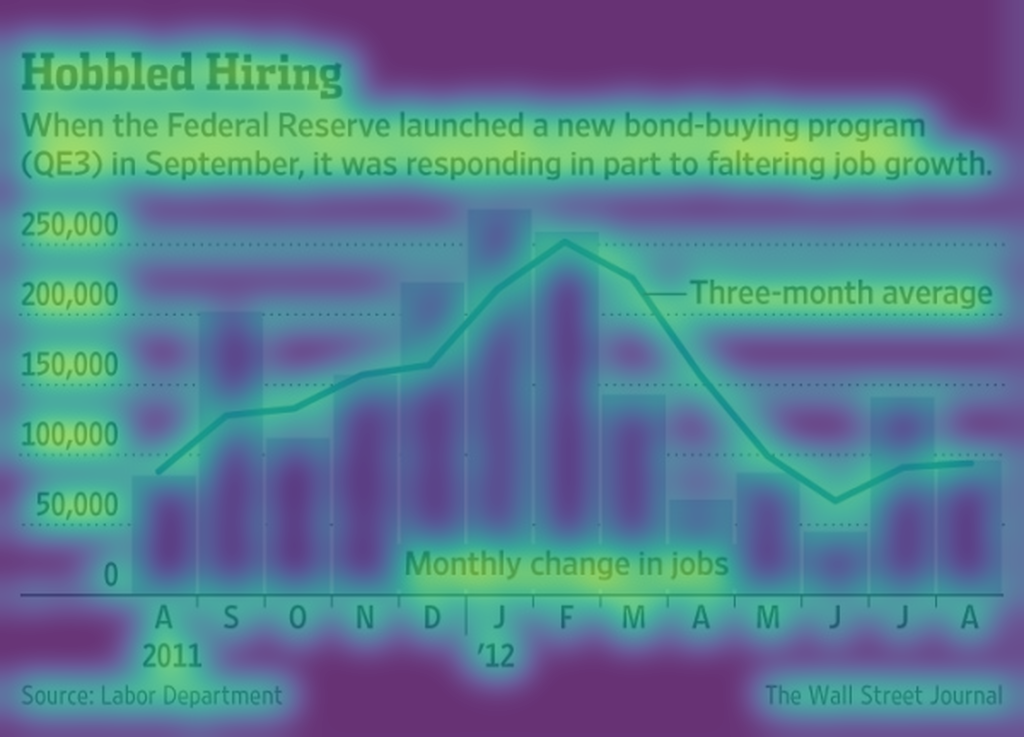 Hobbled Hiring
When the Federal Reserve launched a new bond-buying program
(QE3) in September, it was responding in part to faltering job growth.
250,000
200,000
Three-month average
150,000
100,000
50,000
Monthly change in jobs
0
A S O N D J F M A M J J A
2011 '12
Source: Labor Department The Wall Street Journal